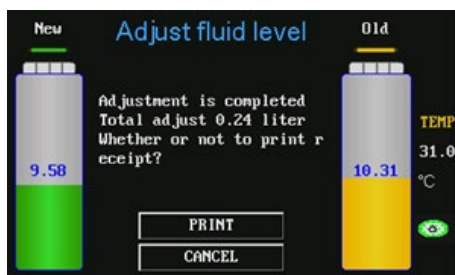 New
Adjust fluid level
Old
Adjustment is completed
Total adjust 0.24 liter
Whether or not to print r
eceipt?
TEMP
31.0
9.58
10.31
°C
PRINT
CANCEL